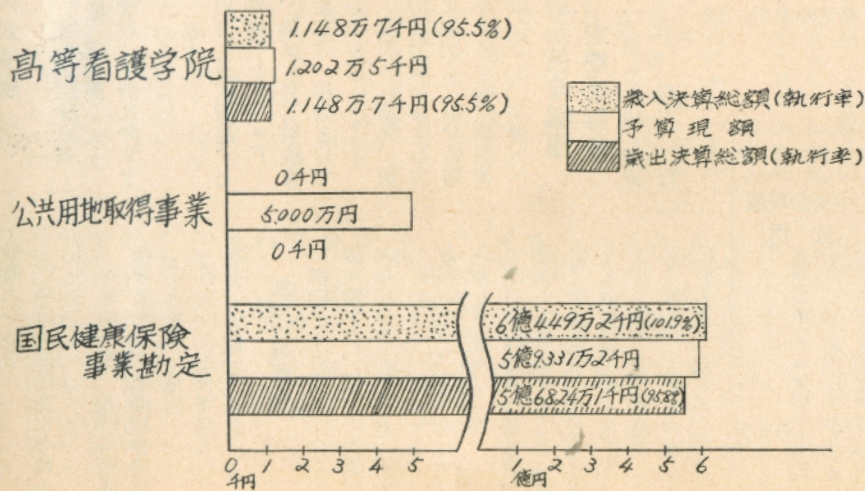 高等看護学院
1.148万7千円(95.5%)
1.202万5千円
1.148万7千円(95.5%)
歳入決算総額(執行率)
予算現額
歳出決算総額(執行率)
公共用地取得事業
0千円
5.000万円
0千円
国民健康保険
事業勘定
6億449万2千円(101.9%)
5億9.331万2千円
5億6.824万1千円(95.8%)
0 1 2 3 4 5 1 2 3 4 5 6
千円 億円